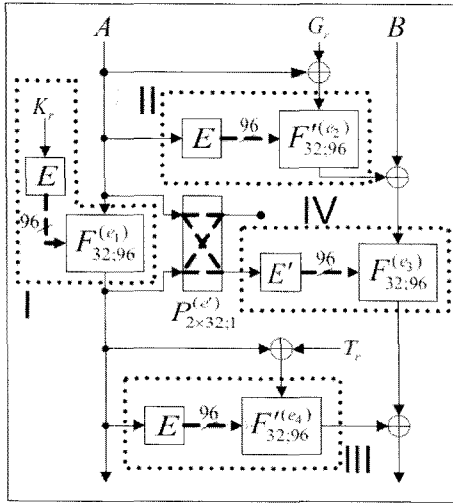 A G_r B
II
K_r
E 96 F'^{(e_2)}_{32;96}
E
96 F^{(e_1)}_{32;96}
IV
E' 96 F^{(e_3)}_{32;96}
I
P^{(e')}_{2×32;1}
T_r
E 96 F'^{(e_4)}_{32;96}
III